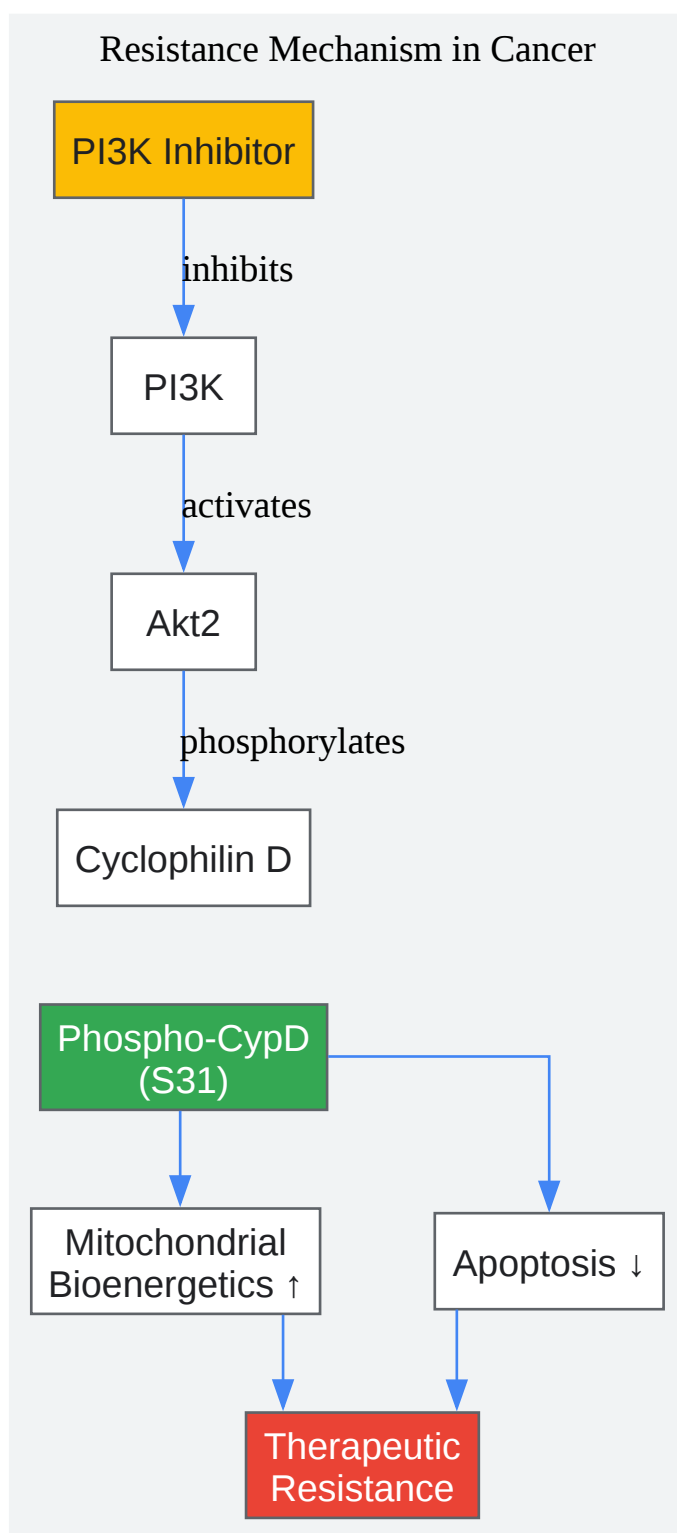 Resistance Mechanism in Cancer
PI3K Inhibitor
inhibits
PI3K
activates
Akt2
phosphorylates
Cyclophilin D
Phospho-CypD
(S31)
Mitochondrial
Bioenergetics ↑
Apoptosis ↓
Therapeutic
Resistance